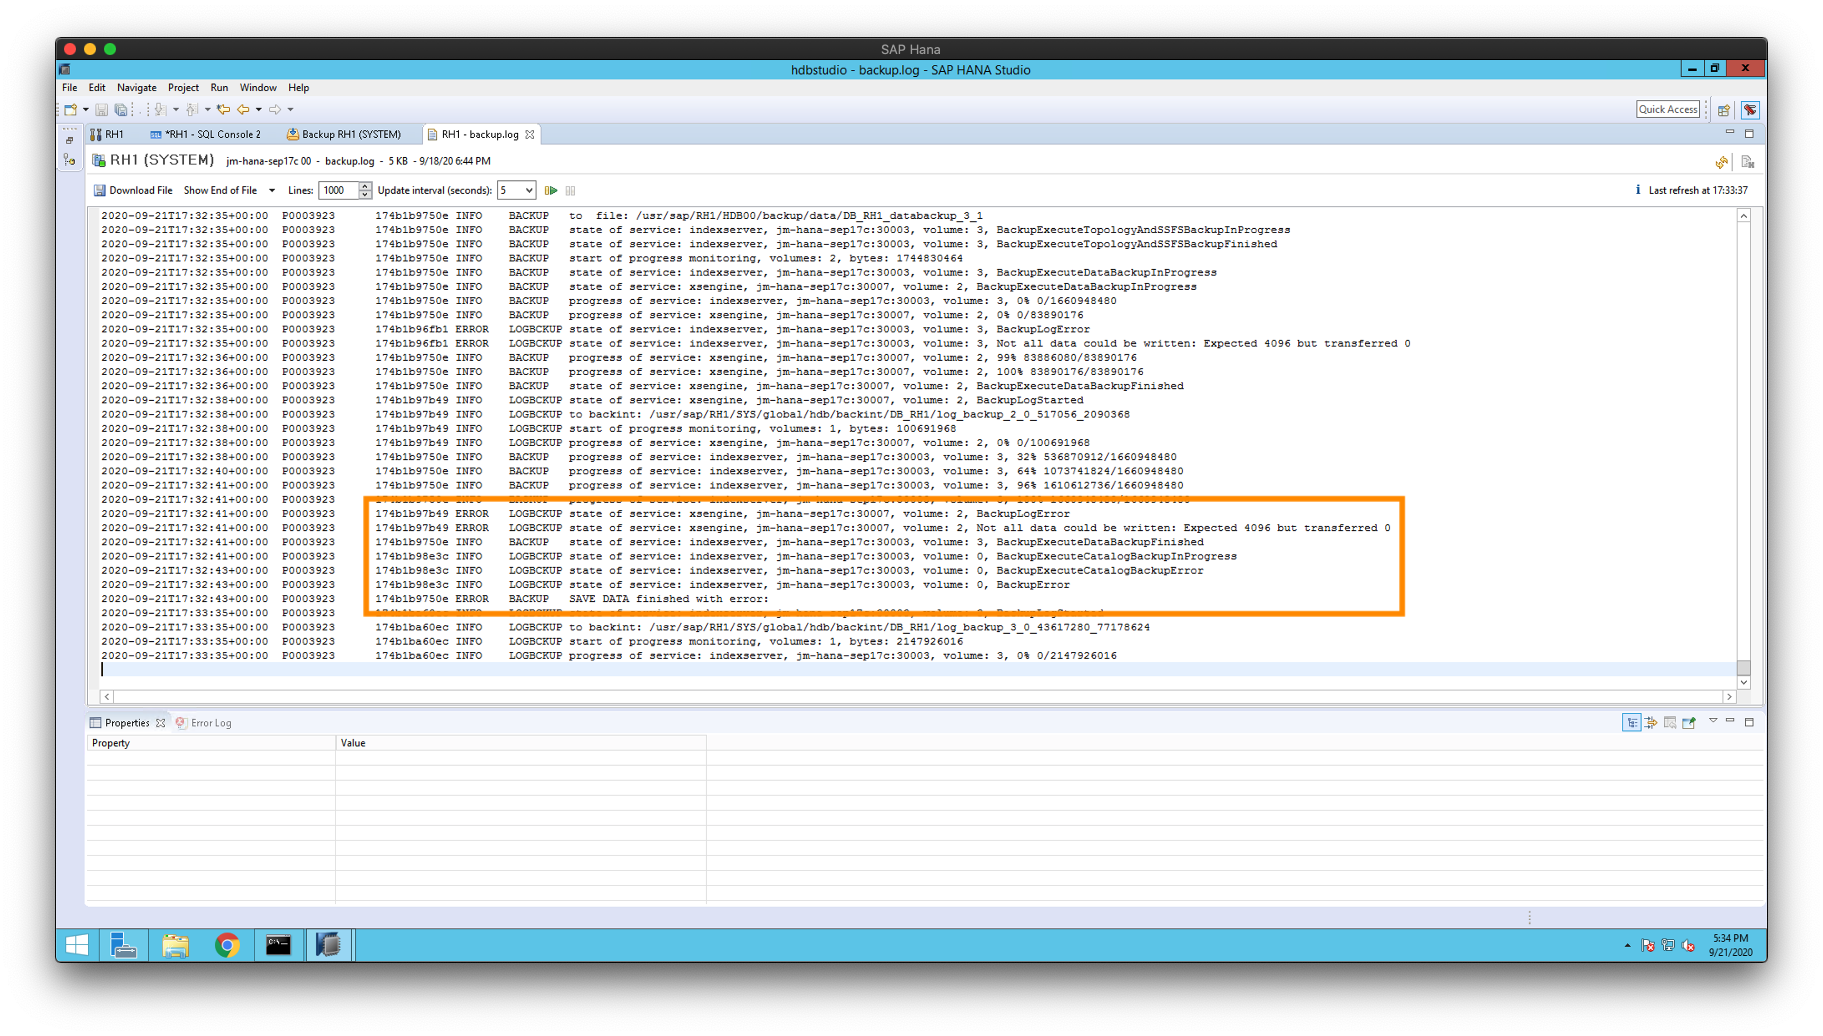 SAP Hana
hdbstudio - backup.log - SAP HANA Studio
File Edit Navigate Project Run Window Help
Quick Access
RH1 *RH1 - SQL Console 2 Backup RH1 (SYSTEM) RH1 - backup.log
RH1 (SYSTEM) jm-hana-sep17c 00 - backup.log - 5 KB - 9/18/20 6:44 PM
Download File Show End of File Lines: 1000 Update interval (seconds): 5 Last refresh at 17:33:37
2020-09-21T17:32:35+00:00 P0003923 174b1b9750e INFO BACKUP to file: /usr/sap/RH1/HDB00/backup/data/DB_RH1_databackup_3_1
2020-09-21T17:32:35+00:00 P0003923 174b1b9750e INFO BACKUP state of service: indexserver, jm-hana-sep17c:30003, volume: 3, BackupExecuteTopologyAndSSFSBackupInProgress
2020-09-21T17:32:35+00:00 P0003923 174b1b9750e INFO BACKUP state of service: indexserver, jm-hana-sep17c:30003, volume: 3, BackupExecuteTopologyAndSSFSBackupFinished
2020-09-21T17:32:35+00:00 P0003923 174b1b9750e INFO BACKUP start of progress monitoring, volumes: 2, bytes: 1744830464
2020-09-21T17:32:35+00:00 P0003923 174b1b9750e INFO BACKUP state of service: indexserver, jm-hana-sep17c:30003, volume: 3, BackupExecuteDataBackupInProgress
2020-09-21T17:32:35+00:00 P0003923 174b1b9750e INFO BACKUP state of service: xsengine, jm-hana-sep17c:30007, volume: 2, BackupExecuteDataBackupInProgress
2020-09-21T17:32:35+00:00 P0003923 174b1b9750e INFO BACKUP progress of service: indexserver, jm-hana-sep17c:30003, volume: 3, 0% 0/1660948480
2020-09-21T17:32:35+00:00 P0003923 174b1b9750e INFO BACKUP progress of service: xsengine, jm-hana-sep17c:30007, volume: 2, 0% 0/83890176
2020-09-21T17:32:35+00:00 P0003923 174b1b96fb1 ERROR LOGBCKUP state of service: indexserver, jm-hana-sep17c:30003, volume: 3, BackupLogError
2020-09-21T17:32:35+00:00 P0003923 174b1b96fb1 ERROR LOGBCKUP state of service: indexserver, jm-hana-sep17c:30003, volume: 3, Not all data could be written: Expected 4096 but transferred 0
2020-09-21T17:32:36+00:00 P0003923 174b1b9750e INFO BACKUP progress of service: xsengine, jm-hana-sep17c:30007, volume: 2, 99% 83886080/83890176
2020-09-21T17:32:36+00:00 P0003923 174b1b9750e INFO BACKUP progress of service: xsengine, jm-hana-sep17c:30007, volume: 2, 100% 83890176/83890176
2020-09-21T17:32:36+00:00 P0003923 174b1b9750e INFO BACKUP state of service: xsengine, jm-hana-sep17c:30007, volume: 2, BackupExecuteDataBackupFinished
2020-09-21T17:32:38+00:00 P0003923 174b1b97b49 INFO LOGBCKUP state of service: xsengine, jm-hana-sep17c:30007, volume: 2, BackupLogStarted
2020-09-21T17:32:38+00:00 P0003923 174b1b97b49 INFO LOGBCKUP to backint: /usr/sap/RH1/SYS/global/hdb/backint/DB_RH1/log_backup_2_0_517056_2090368
2020-09-21T17:32:38+00:00 P0003923 174b1b97b49 INFO LOGBCKUP start of progress monitoring, volumes: 1, bytes: 100691968
2020-09-21T17:32:38+00:00 P0003923 174b1b97b49 INFO LOGBCKUP progress of service: xsengine, jm-hana-sep17c:30007, volume: 2, 0% 0/100691968
2020-09-21T17:32:38+00:00 P0003923 174b1b9750e INFO BACKUP progress of service: indexserver, jm-hana-sep17c:30003, volume: 3, 32% 536870912/1660948480
2020-09-21T17:32:40+00:00 P0003923 174b1b9750e INFO BACKUP progress of service: indexserver, jm-hana-sep17c:30003, volume: 3, 64% 1073741824/1660948480
2020-09-21T17:32:41+00:00 P0003923 174b1b9750e INFO BACKUP progress of service: indexserver, jm-hana-sep17c:30003, volume: 3, 96% 1610612736/1660948480
2020-09-21T17:32:41+00:00 P0003923
2020-09-21T17:32:41+00:00 P0003923 174b1b97b49 ERROR LOGBCKUP state of service: xsengine, jm-hana-sep17c:30007, volume: 2, BackupLogError
2020-09-21T17:32:41+00:00 P0003923 174b1b97b49 ERROR LOGBCKUP state of service: xsengine, jm-hana-sep17c:30007, volume: 2, Not all data could be written: Expected 4096 but transferred 0
2020-09-21T17:32:41+00:00 P0003923 174b1b9750e INFO BACKUP state of service: indexserver, jm-hana-sep17c:30003, volume: 3, BackupExecuteDataBackupFinished
2020-09-21T17:32:41+00:00 P0003923 174b1b98e3c INFO LOGBCKUP state of service: indexserver, jm-hana-sep17c:30003, volume: 0, BackupExecuteCatalogBackupInProgress
2020-09-21T17:32:43+00:00 P0003923 174b1b98e3c INFO LOGBCKUP state of service: indexserver, jm-hana-sep17c:30003, volume: 0, BackupExecuteCatalogBackupError
2020-09-21T17:32:43+00:00 P0003923 174b1b98e3c INFO LOGBCKUP state of service: indexserver, jm-hana-sep17c:30003, volume: 0, BackupError
2020-09-21T17:32:43+00:00 P0003923 174b1b9750e ERROR BACKUP SAVE DATA finished with error:
2020-09-21T17:33:35+00:00 P0003923
2020-09-21T17:33:35+00:00 P0003923 174b1ba60ec INFO LOGBCKUP to backint: /usr/sap/RH1/SYS/global/hdb/backint/DB_RH1/log_backup_3_0_43617280_77178624
2020-09-21T17:33:35+00:00 P0003923 174b1ba60ec INFO LOGBCKUP start of progress monitoring, volumes: 1, bytes: 2147926016
2020-09-21T17:33:35+00:00 P0003923 174b1ba60ec INFO LOGBCKUP progress of service: indexserver, jm-hana-sep17c:30003, volume: 3, 0% 0/2147926016
Properties Error Log
Property Value
5:34 PM
9/21/2020